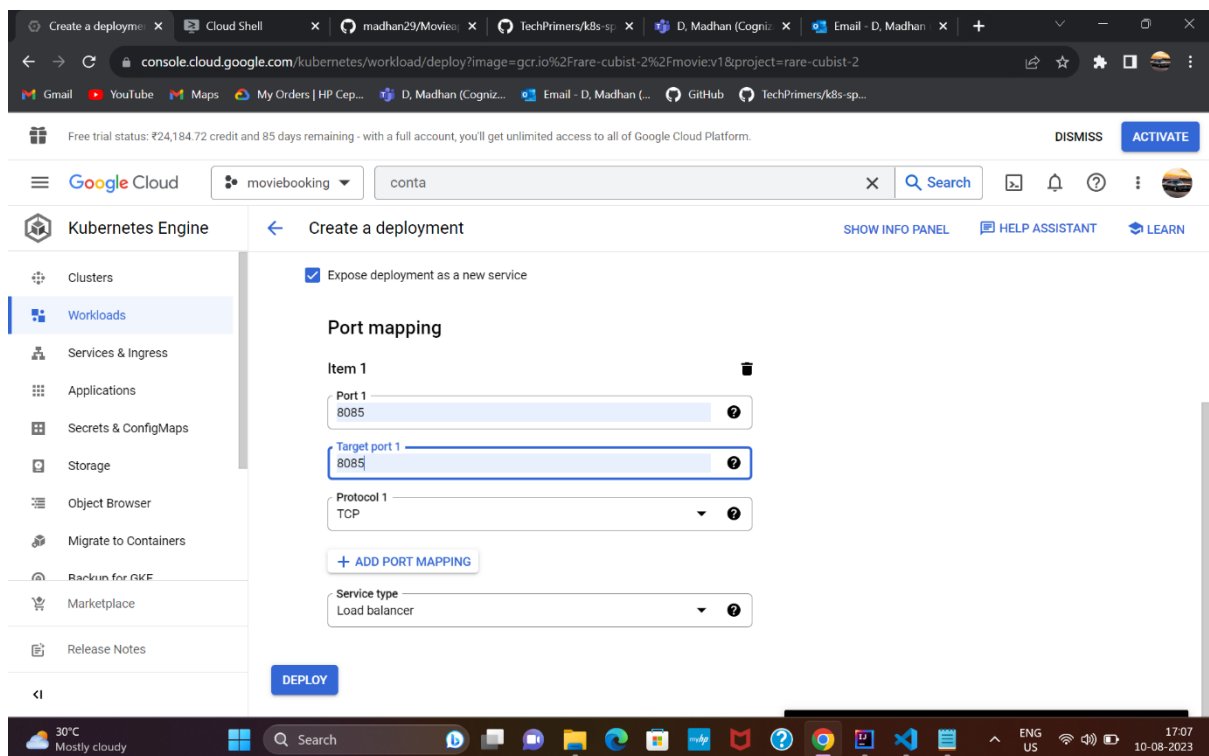 Create a deployme
Cloud Shell
madhan29/Moviea
TechPrimers/k8s-sp
D, Madhan (Cogniz
Email - D, Madhan
console.cloud.google.com/kubernetes/workload/deploy?image=gcr.io%2Frare-cubist-2%2Fmovie:v1&project=rare-cubist-2
Gmail
YouTube
Maps
My Orders | HP Cep...
D, Madhan (Cogniz...
Email - D, Madhan (...
GitHub
TechPrimers/k8s-sp...
Free trial status: ₹24,184.72 credit and 85 days remaining - with a full account, you'll get unlimited access to all of Google Cloud Platform.
DISMISS
ACTIVATE
Google Cloud
moviebooking
conta
Search
Kubernetes Engine
Create a deployment
SHOW INFO PANEL
HELP ASSISTANT
LEARN
Clusters
Workloads
Services & Ingress
Applications
Secrets & ConfigMaps
Storage
Object Browser
Migrate to Containers
Backup for GKE
Marketplace
Release Notes
Expose deployment as a new service
Port mapping
Item 1
Port 1
8085
Target port 1
8085
Protocol 1
TCP
+ ADD PORT MAPPING
Service type
Load balancer
DEPLOY
30°C
Mostly cloudy
Search
myhp
ENG
US
17:07
10-08-2023